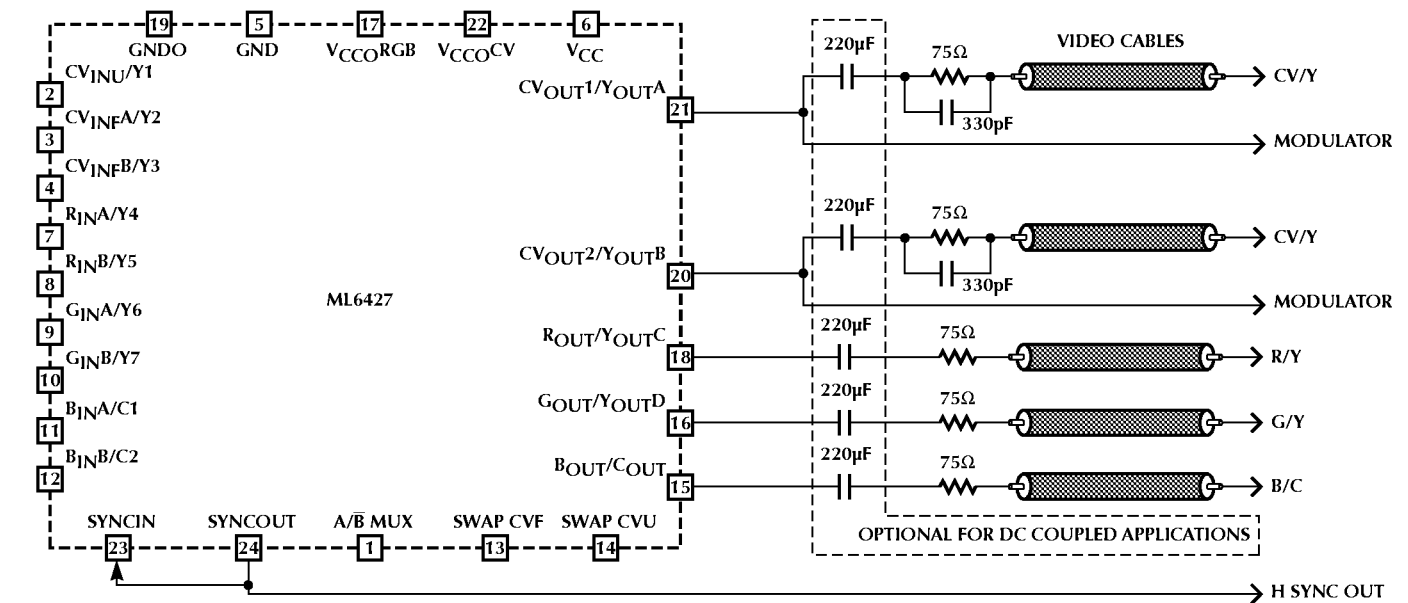 19 5 17 22 6
GNDO GND VCCORGB VCCOCV VCC
CVINU/Y1
2
CVINFA/Y2
3
CVINFB/Y3
4
RINA/Y4
7
RINB/Y5
8
GINA/Y6
9
GINB/Y7
10
BINA/C1
11
BINB/C2
12
ML6427
CVOUT1/YOUTA
21
CVOUT2/YOUTB
20
ROUT/YOUTC
18
GOUT/YOUTD
16
BOUT/COUT
15
SYNCIN SYNCOUT A/B̅ MUX SWAP CVF SWAP CVU
23 24 1 13 14
220µF 75Ω VIDEO CABLES
330pF
CV/Y
MODULATOR
220µF 75Ω
330pF
CV/Y
MODULATOR
220µF 75Ω
R/Y
220µF 75Ω
G/Y
220µF 75Ω
B/C
OPTIONAL FOR DC COUPLED APPLICATIONS
H SYNC OUT